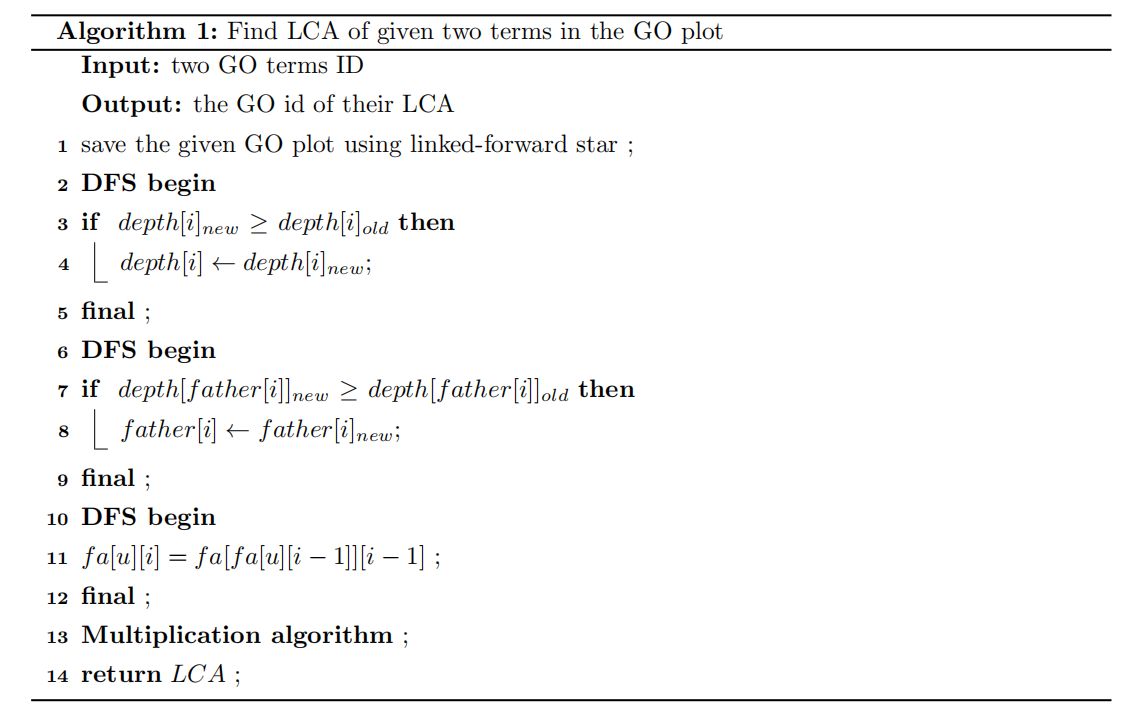 Algorithm 1: Find LCA of given two terms in the GO plot
Input: two GO terms ID
Output: the GO id of their LCA
1 save the given GO plot using linked-forward star ;
2 DFS begin
3 if depth[i]new ≥ depth[i]old then
4 depth[i] ← depth[i]new;
5 final ;
6 DFS begin
7 if depth[father[i]]new ≥ depth[father[i]]old then
8 father[i] ← father[i]new;
9 final ;
10 DFS begin
11 fa[u][i] = fa[fa[u][i − 1]][i − 1] ;
12 final ;
13 Multiplication algorithm ;
14 return LCA ;